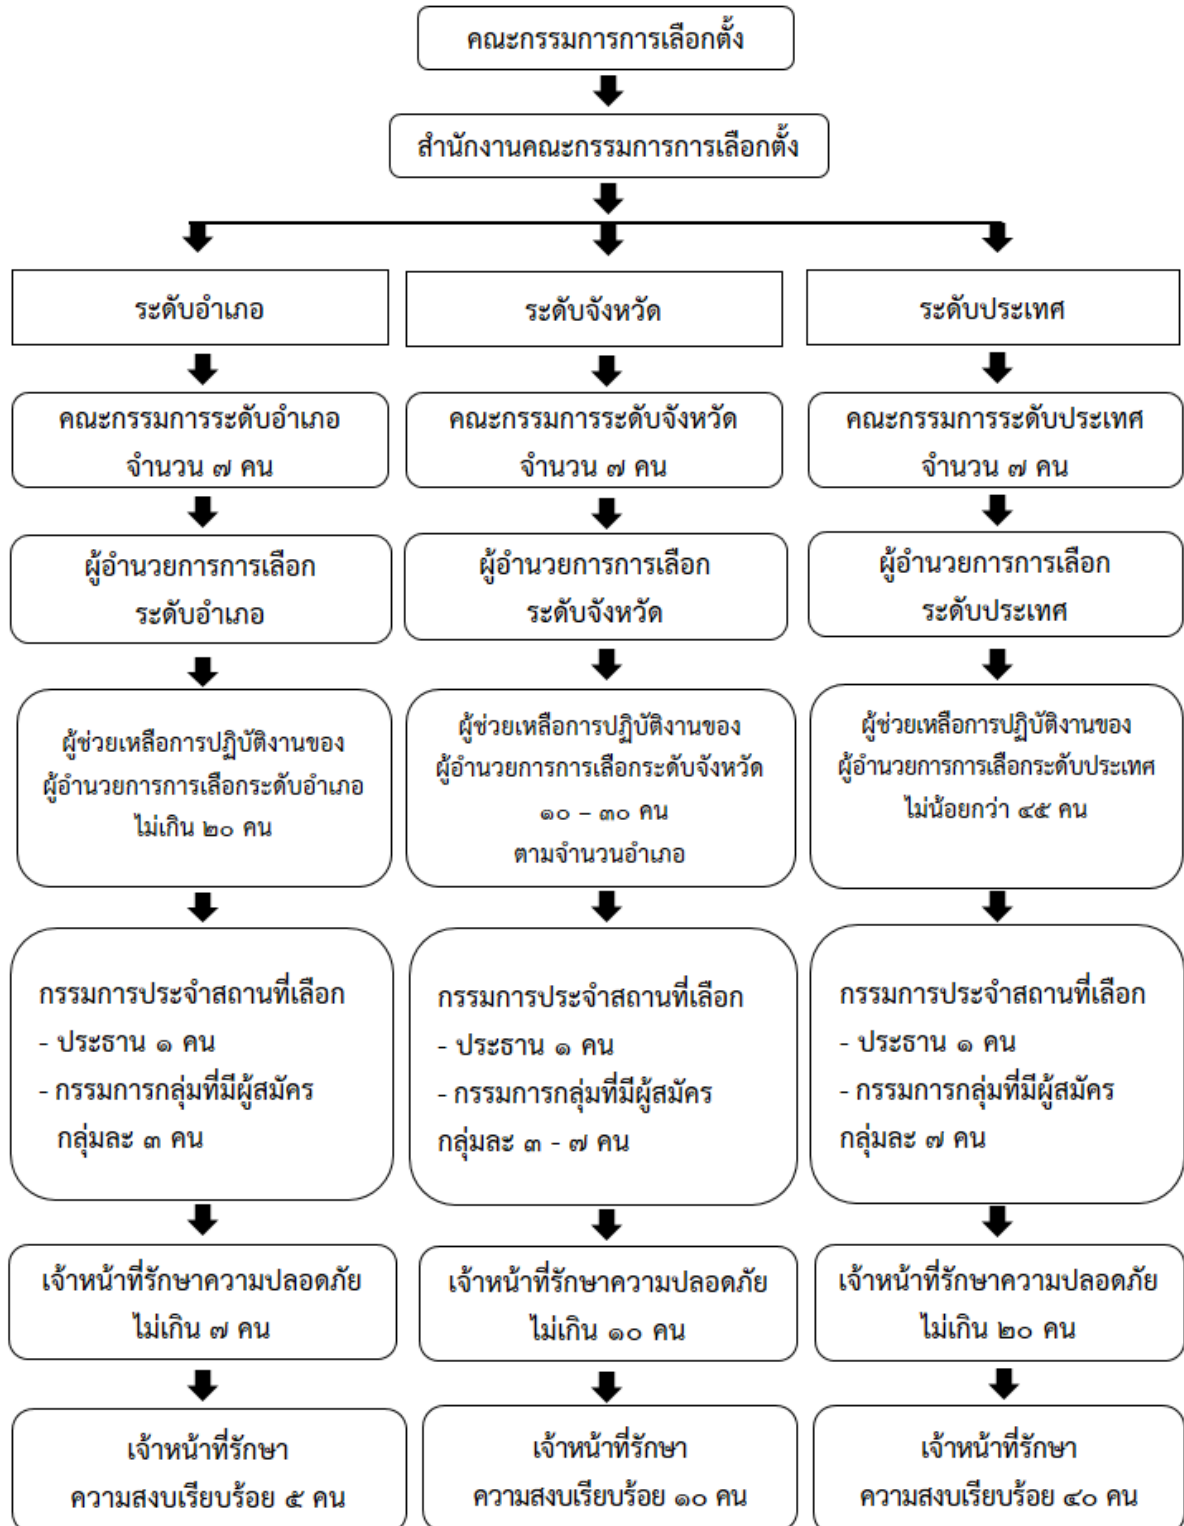 คณะกรรมการการเลือกตั้ง
สำนักงานคณะกรรมการการเลือกตั้ง
ระดับอำเภอ
ระดับจังหวัด
ระดับประเทศ
คณะกรรมการระดับอำเภอ
จำนวน ๗ คน
คณะกรรมการระดับจังหวัด
จำนวน ๗ คน
คณะกรรมการระดับประเทศ
จำนวน ๗ คน
ผู้อำนวยการการเลือก
ระดับอำเภอ
ผู้อำนวยการการเลือก
ระดับจังหวัด
ผู้อำนวยการการเลือก
ระดับประเทศ
ผู้ช่วยเหลือการปฏิบัติงานของ
ผู้อำนวยการการเลือกระดับอำเภอ
ไม่เกิน ๒๐ คน
ผู้ช่วยเหลือการปฏิบัติงานของ
ผู้อำนวยการการเลือกระดับจังหวัด
๑๐ – ๓๐ คน
ตามจำนวนอำเภอ
ผู้ช่วยเหลือการปฏิบัติงานของ
ผู้อำนวยการการเลือกระดับประเทศ
ไม่น้อยกว่า ๔๕ คน
กรรมการประจำสถานที่เลือก
- ประธาน ๑ คน
- กรรมการกลุ่มที่มีผู้สมัคร
กลุ่มละ ๓ คน
กรรมการประจำสถานที่เลือก
- ประธาน ๑ คน
- กรรมการกลุ่มที่มีผู้สมัคร
กลุ่มละ ๓ - ๗ คน
กรรมการประจำสถานที่เลือก
- ประธาน ๑ คน
- กรรมการกลุ่มที่มีผู้สมัคร
กลุ่มละ ๗ คน
เจ้าหน้าที่รักษาความปลอดภัย
ไม่เกิน ๗ คน
เจ้าหน้าที่รักษาความปลอดภัย
ไม่เกิน ๑๐ คน
เจ้าหน้าที่รักษาความปลอดภัย
ไม่เกิน ๒๐ คน
เจ้าหน้าที่รักษา
ความสงบเรียบร้อย ๕ คน
เจ้าหน้าที่รักษา
ความสงบเรียบร้อย ๑๐ คน
เจ้าหน้าที่รักษา
ความสงบเรียบร้อย ๔๐ คน